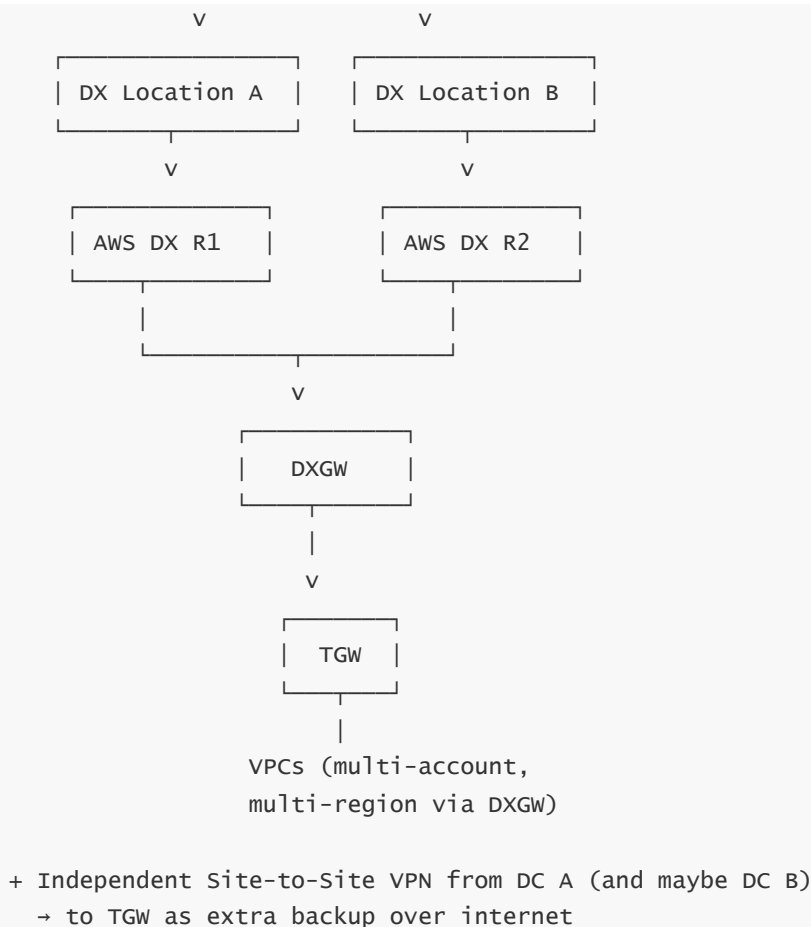 v v
DX Location A DX Location B
v v
AWS DX R1 AWS DX R2
v
DXGW
v
TGW
VPCs (multi-account,
multi-region via DXGW)
+ Independent Site-to-Site VPN from DC A (and maybe DC B)
→ to TGW as extra backup over internet